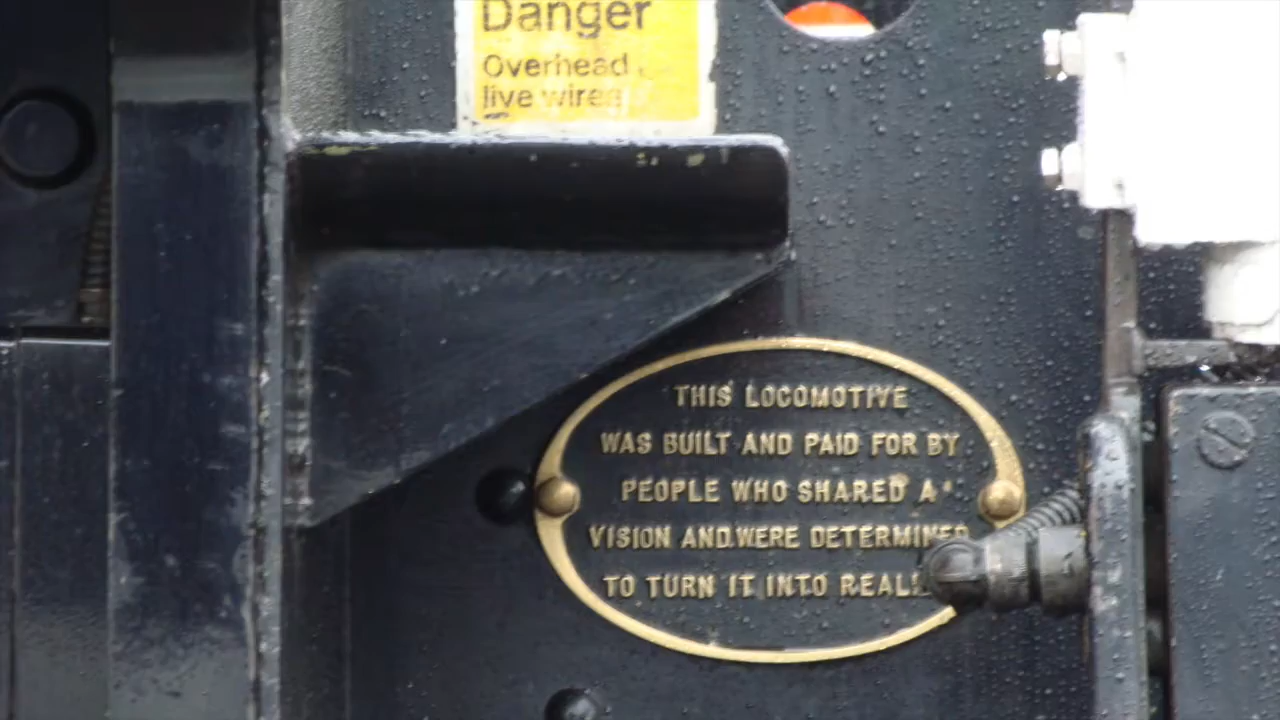 Danger
Overhead
live wires
THIS LOCOMOTIVE
WAS BUILT AND PAID FOR BY
PEOPLE WHO SHARED A
VISION AND WERE DETERMINED
TO TURN IT INTO